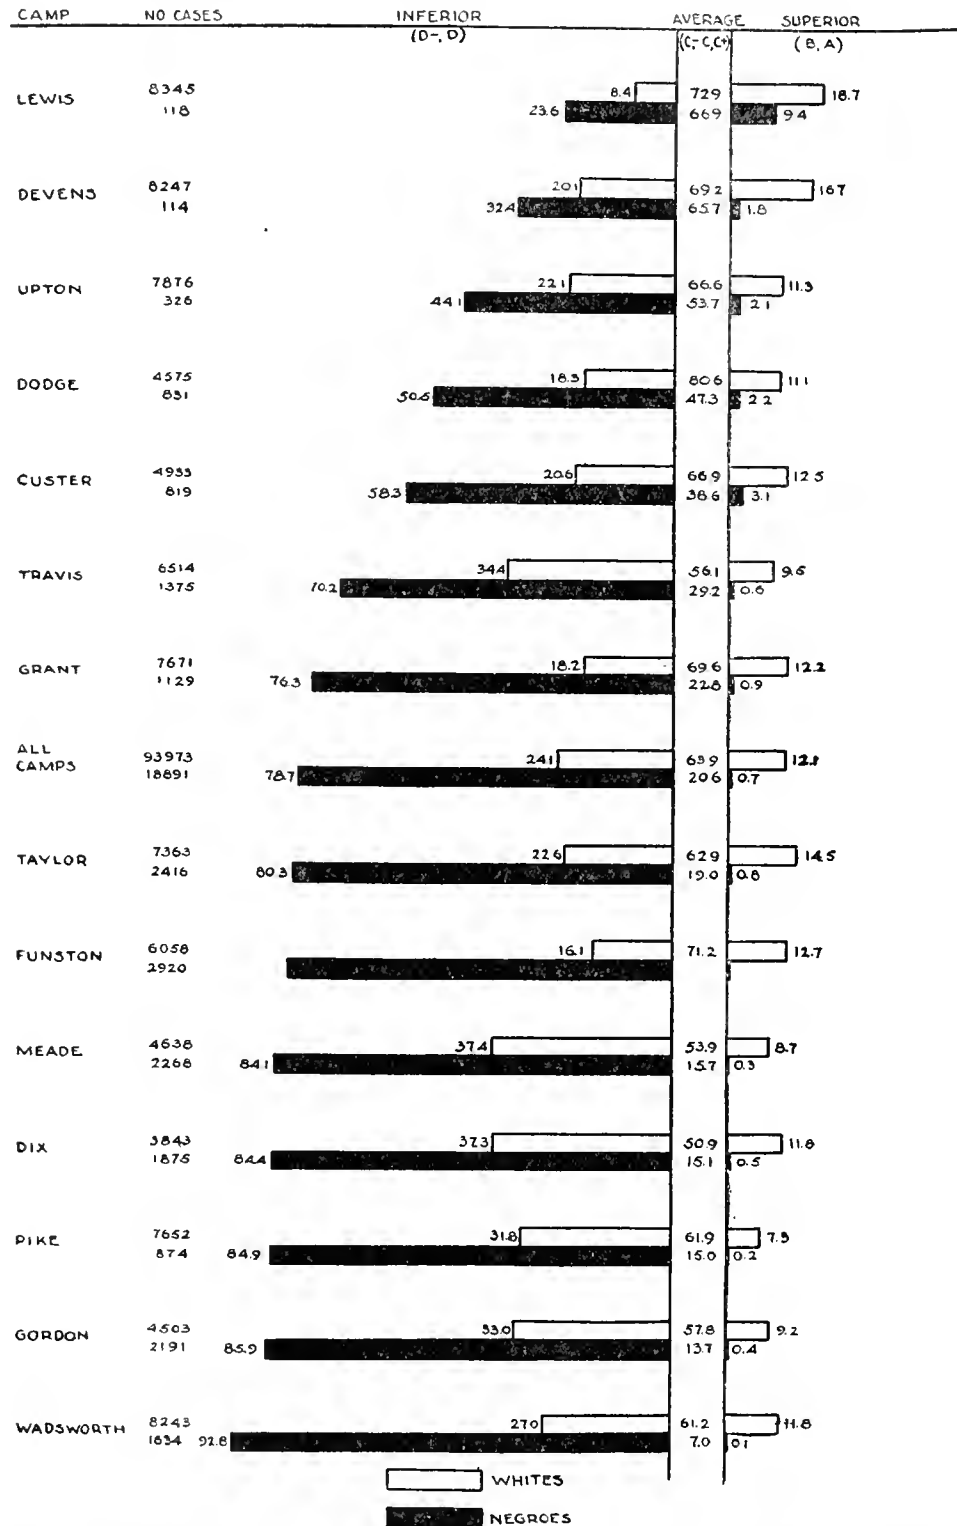 CAMP NO CASES INFERIOR AVERAGE SUPERIOR
(D-, D) (C-, C, C+) (B, A)
LEWIS 8345 8.4 72.9 18.7
118 23.6 66.9 9.4
DEVENS 8247 20.1 69.2 16.7
114 32.4 65.7 1.8
UPTON 7876 22.1 66.6 11.3
326 44.1 53.7 2.1
DODGE 4575 18.3 80.6 11.1
831 50.5 47.3 2.2
CUSTER 4933 20.6 66.9 12.5
819 58.3 38.6 3.1
TRAVIS 6514 34.4 56.1 9.5
1375 70.2 29.2 0.6
GRANT 7671 18.2 69.6 12.2
1129 76.3 22.8 0.9
ALL
CAMPS 93973 24.1 63.9 12.1
18891 78.7 20.6 0.7
TAYLOR 7363 22.6 62.9 14.5
2416 80.3 19.0 0.8
FUNSTON 6058 16.1 71.2 12.7
2920
MEADE 4638 37.4 53.9 8.7
2268 84.1 15.7 0.3
DIX 3843 37.3 50.9 11.8
1875 84.4 15.1 0.5
PIKE 7652 31.8 61.9 7.3
874 84.9 15.0 0.2
GORDON 4503 33.0 57.8 9.2
2191 85.9 13.7 0.4
WADSWORTH 8243 27.0 61.2 11.8
1834 92.8 7.0 0.1
WHITES
NEGROES